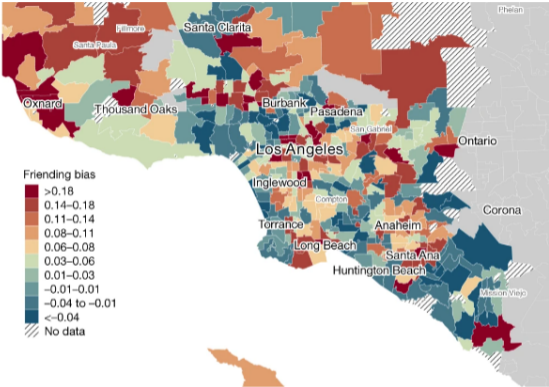 Phelan
Fillmore
Santa Clarita
Santa Paula
Oxnard
Thousand Oaks
Burbank
Pasadena
San Gabriel
Los Angeles
Ontario
Inglewood
Compton
Corona
Torrance
Anaheim
Long Beach
Santa Ana
Huntington Beach
Mission Viejo
Friending bias
>0.18
0.14–0.18
0.11–0.14
0.08–0.11
0.06–0.08
0.03–0.06
0.01–0.03
–0.01–0.01
–0.04 to –0.01
<–0.04
No data